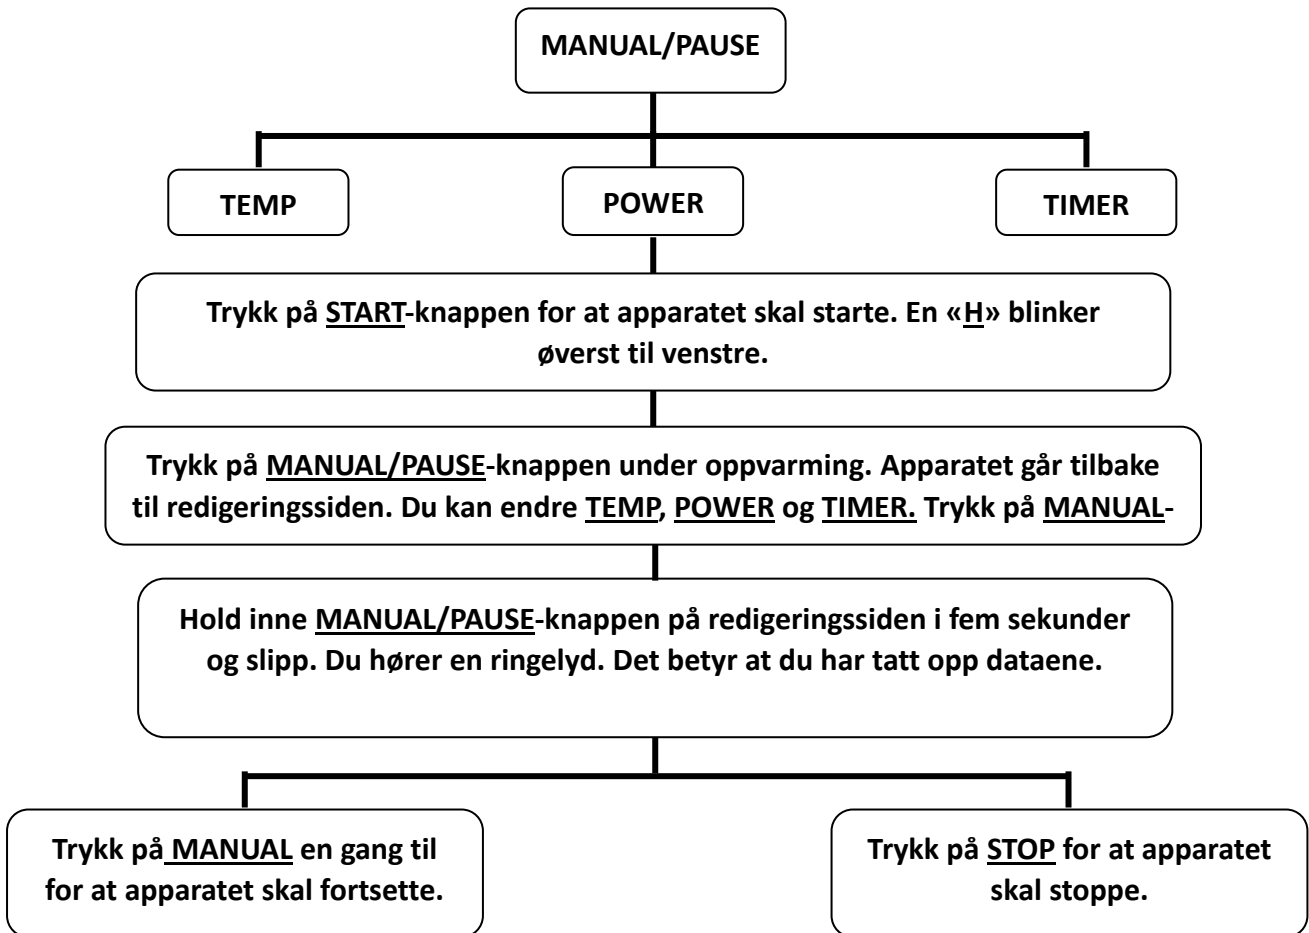 MANUAL/PAUSE
TEMP
POWER
TIMER
Trykk på START-knappen for at apparatet skal starte. En «H» blinker
øverst til venstre.
Trykk på MANUAL/PAUSE-knappen under oppvarming. Apparatet går tilbake
til redigeringssiden. Du kan endre TEMP, POWER og TIMER. Trykk på MANUAL-
Hold inne MANUAL/PAUSE-knappen på redigeringssiden i fem sekunder
og slipp. Du hører en ringelyd. Det betyr at du har tatt opp dataene.
Trykk på MANUAL en gang til
for at apparatet skal fortsette.
Trykk på STOP for at apparatet
skal stoppe.